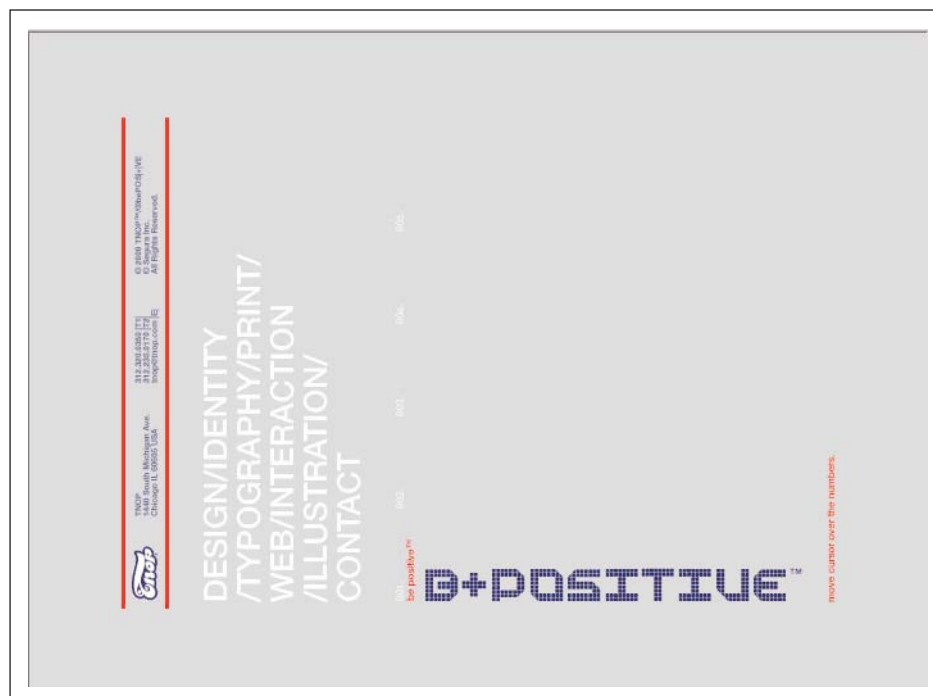 tnop
TNOP
1440 South Michigan Ave.
Chicago IL 60605 USA
312.320.0350 |T1|
312.230.0170 |T2|
tnop@tnop.com |E|
© 2000 TNOP™/
© Segura Inc.
All Rights Reserved.
DESIGN/IDENTITY
/TYPOGRAPHY/PRINT/
WEB/INTERACTION
/ILLUSTRATION/
CONTACT
001.
002.
003.
004.
005.
be positive™
B+POSITIVE™
move cursor over the numbers.